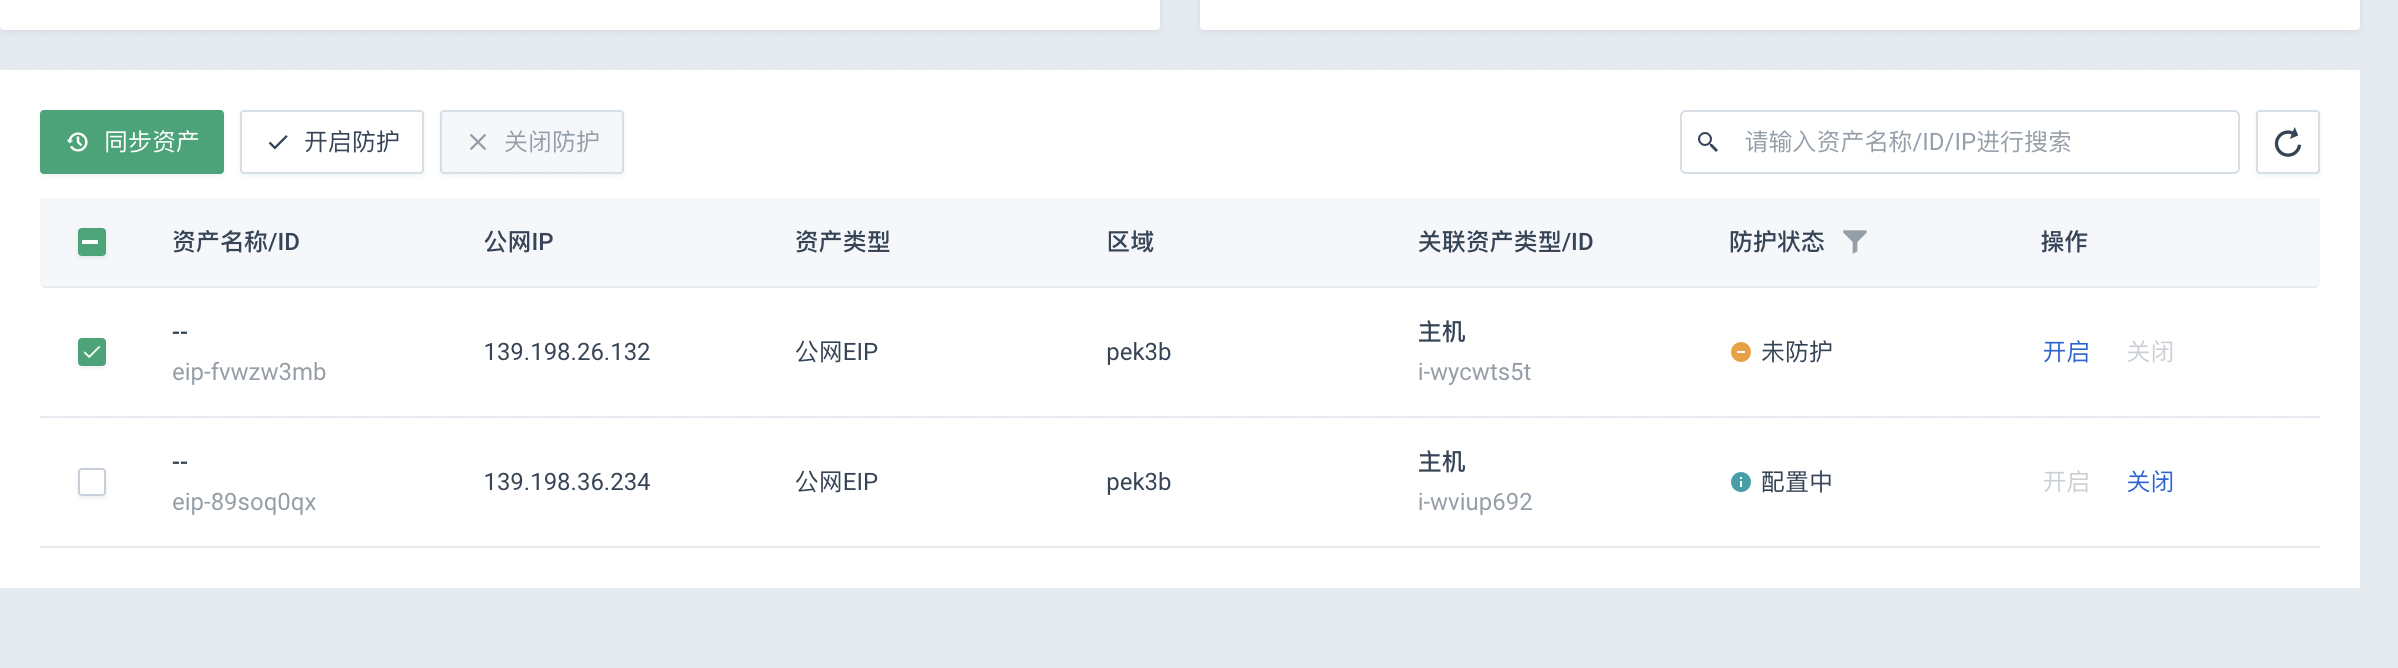 同步资产 开启防护 关闭防护 请输入资产名称/ID/IP进行搜索
资产名称/ID 公网IP 资产类型 区域 关联资产类型/ID 防护状态 操作
-- 主机
139.198.26.132 公网EIP pek3b 未防护 开启 关闭
eip-fvwzw3mb i-wycwts5t
-- 主机
139.198.36.234 公网EIP pek3b 配置中 开启 关闭
eip-89soq0qx i-wviup692